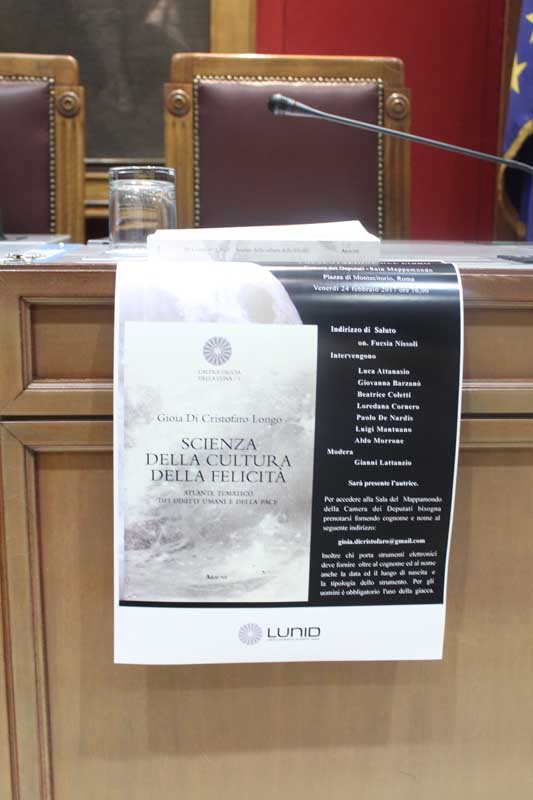 Aracne
dei Deputati - Sala Mappamondo
Piazza di Montecitorio, Roma
Venerdì 24 febbraio 2017 ore 16,00
Indirizzo di Saluto
on. Fucsia Nissoli
Intervengono
Luca Attanasio
Giovanna Barzanò
Beatrice Coletti
Loredana Cornero
Paolo De Nardis
Luigi Mantuano
Aldo Morrone
Modera
Gianni Lattanzio
Sarà presente l'autrice.
Per accedere alla Sala del Mappamondo
della Camera dei Deputati bisogna
prenotarsi fornendo cognome e nome al
seguente indirizzo:
gioia.dicristofaro@gmail.com
Inoltre chi porta strumenti elettronici
deve fornire oltre al cognome ed al nome
anche la data ed il luogo di nascita e
la tipologia dello strumento. Per gli
uomini è obbligatorio l'uso della giacca.
DELLA LUNA
Gioia Di Cristofaro Longo
SCIENZA
DELLA CULTURA
DELLA FELICITÀ
ATLANTE TEMATICO
DEI DIRITTI UMANI E DELLA PACE
Aracne
LUNID